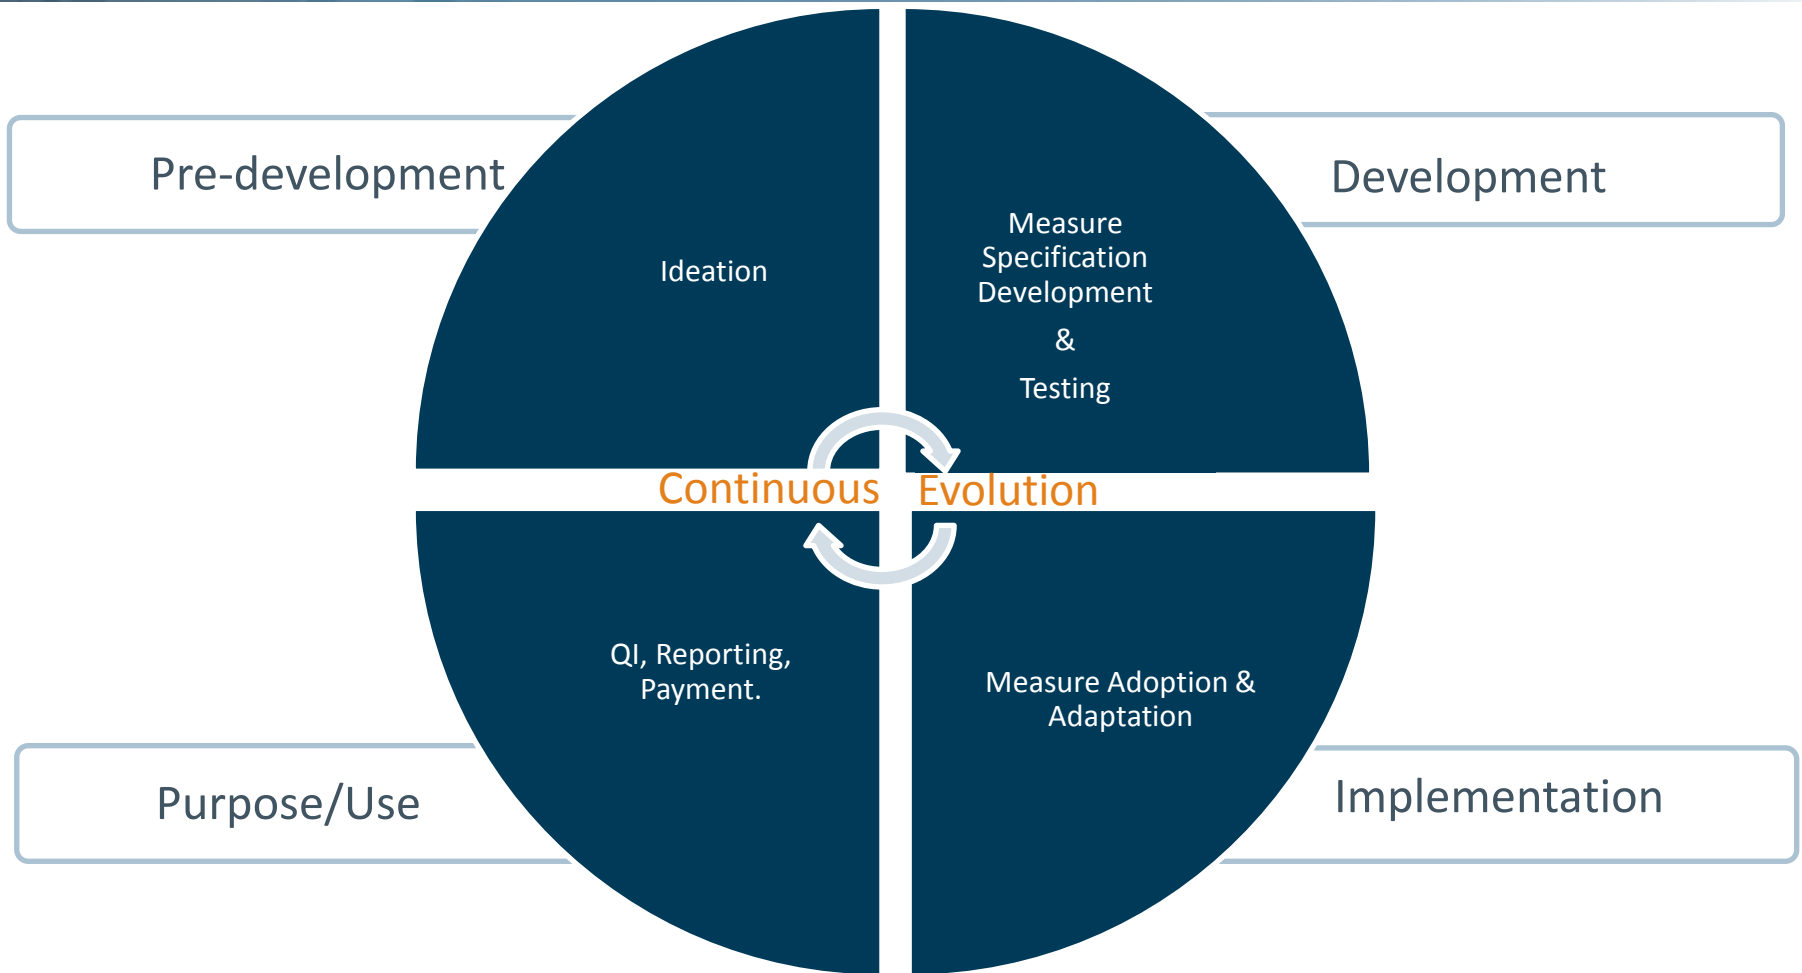 Pre-development
Ideation
Measure
Specification
Development
&
Testing
Development
Continuous Evolution
Purpose/Use
QI, Reporting,
Payment.
Measure Adoption &
Adaptation
Implementation